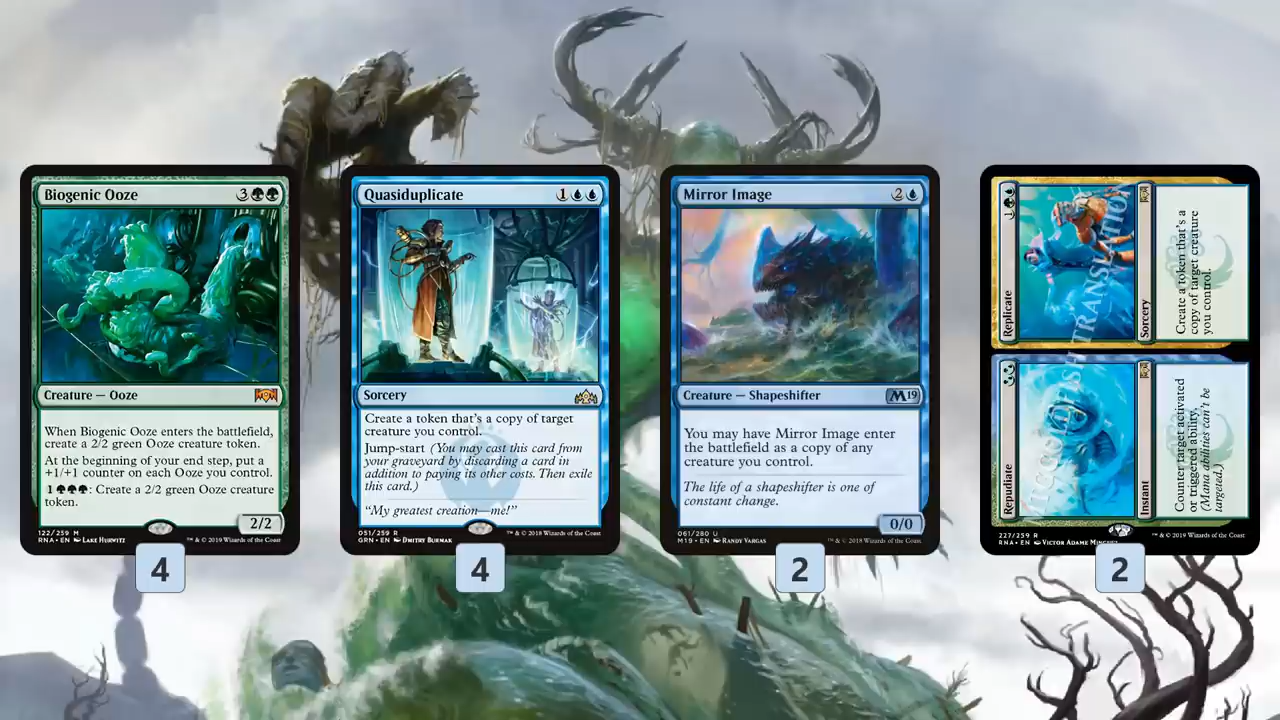 Biogenic Ooze 3
Creature — Ooze
When Biogenic Ooze enters the battlefield,
create a 2/2 green Ooze creature token.
At the beginning of your end step, put a
+1/+1 counter on each Ooze you control.
1 : Create a 2/2 green Ooze creature
token.
2/2
122/259 M
RNA • EN Lake Hurwitz ™ & © 2019 Wizards of the Coast
4
Quasiduplicate 1
Sorcery
Create a token that's a copy of target
creature you control.
Jump-start (You may cast this card from
your graveyard by discarding a card in
addition to paying its other costs. Then exile
this card.)
“My greatest creation—me!”
051/259 R
GRN • EN Dmitry Burmak ™ & © 2018 Wizards of the Coast
4
Mirror Image 2
Creature — Shapeshifter M19
You may have Mirror Image enter
the battlefield as a copy of any
creature you control.
The life of a shapeshifter is one of
constant change.
0/0
061/280 U
M19 • EN Randy Vargas ™ & © 2018 Wizards of the Coast
2
Replicate 1
Sorcery
Create a token that's a
copy of target creature
you control.
Repudiate
Instant
Counter target activated
or triggered ability.
(Mana abilities can't be
targeted.)
TRANSLATION
227/259 R
RNA • EN Victor Adame Minguez ™ & © 2019 Wizards of the Coast
2